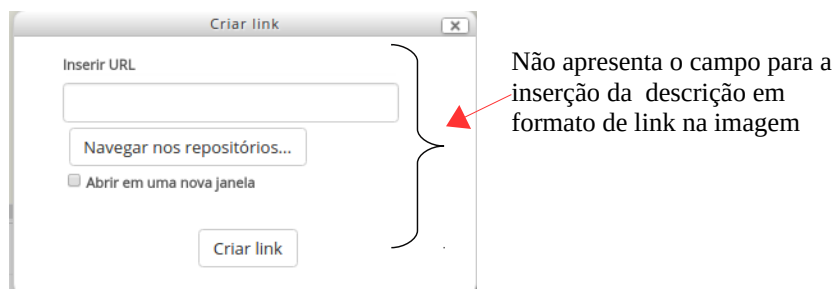 Criar link
Inserir URL
Navegar nos repositórios...
Abrir em uma nova janela
Criar link
Não apresenta o campo para a
inserção da descrição em
formato de link na imagem